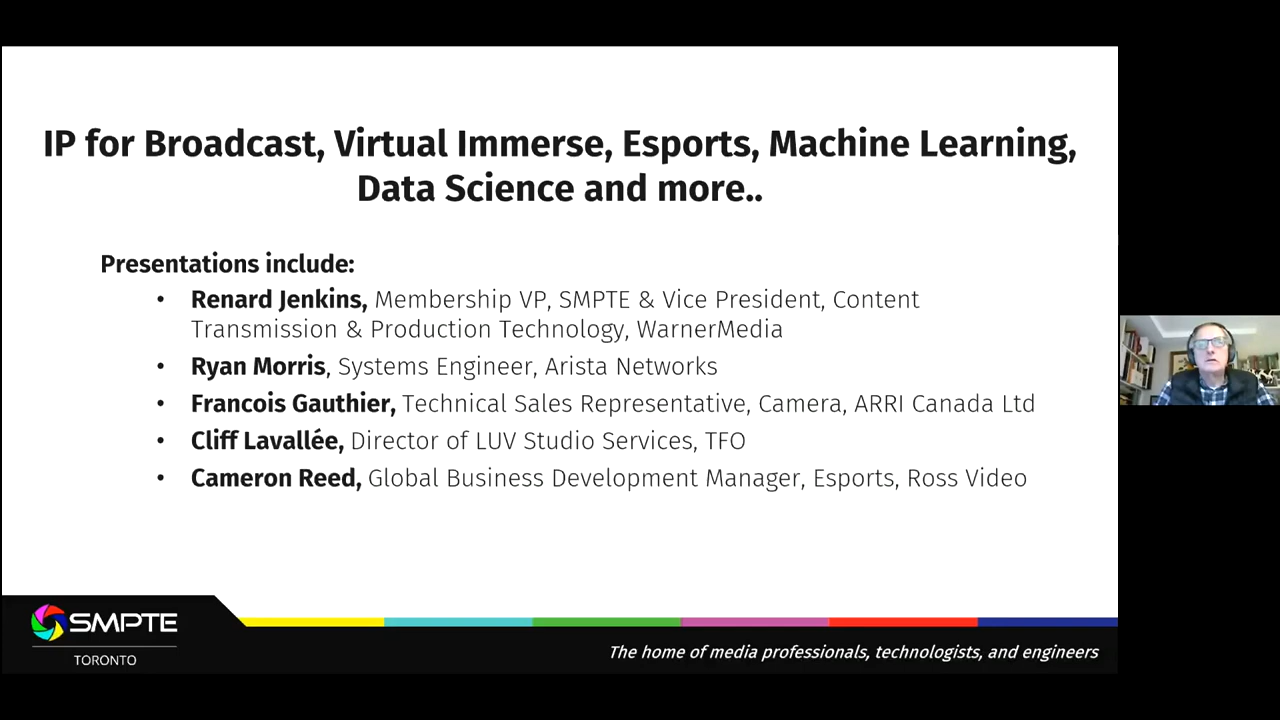 IP for Broadcast, Virtual Immerse, Esports, Machine Learning,
Data Science and more..
Presentations include:
• Renard Jenkins, Membership VP, SMPTE & Vice President, Content
Transmission & Production Technology, WarnerMedia
• Ryan Morris, Systems Engineer, Arista Networks
• Francois Gauthier, Technical Sales Representative, Camera, ARRI Canada Ltd
• Cliff Lavallée, Director of LUV Studio Services, TFO
• Cameron Reed, Global Business Development Manager, Esports, Ross Video
SMPTE
TORONTO
The home of media professionals, technologists, and engineers